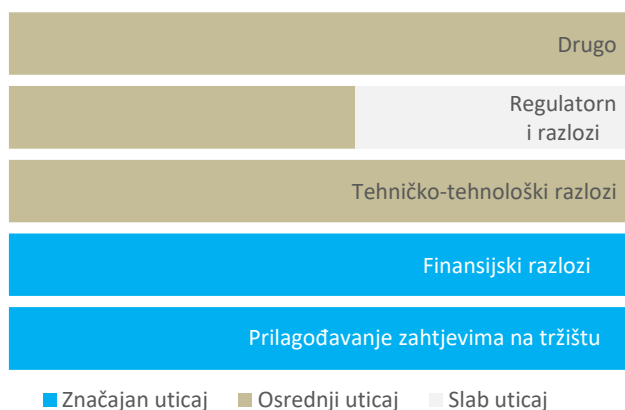 Drugo
Regulatorn
i razlozi
Tehničko-tehnološki razlozi
Finansijski razlozi
Prilagođavanje zahtjevima na tržištu
Značajan uticaj Osrednji uticaj Slab uticaj